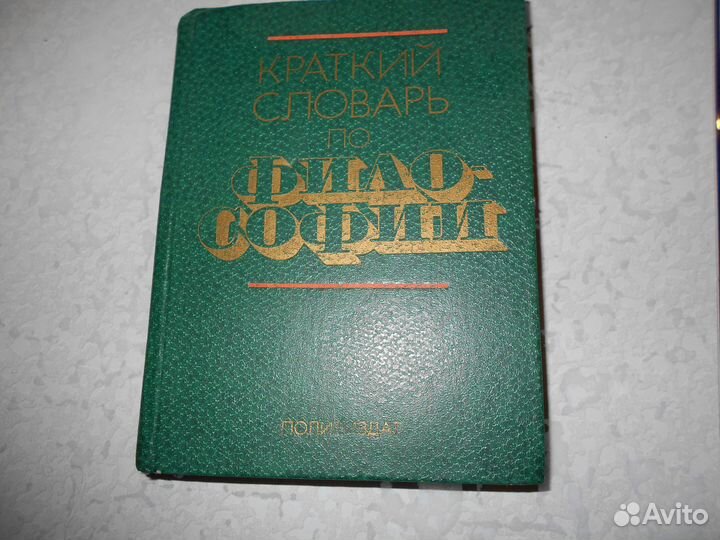 КРАТКИЙ
СЛОВАРЬ
ПО
ФИЛО-
СОФИИ
ПОЛИТИЗДАТ
Avito